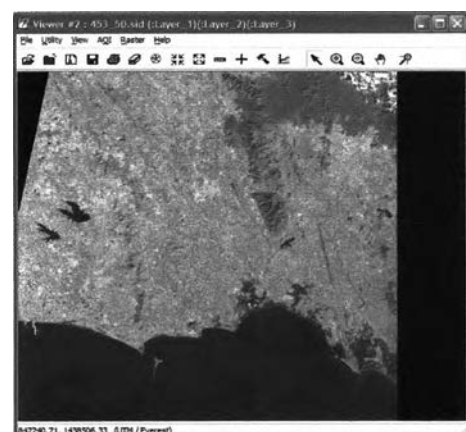 Viewer #2 : 453_50.sid (:Layer_1)(:Layer_2)(:Layer_3)
File Utility View AOI Raster Help
847240.71, 1438506.33 (UTM / Everest)